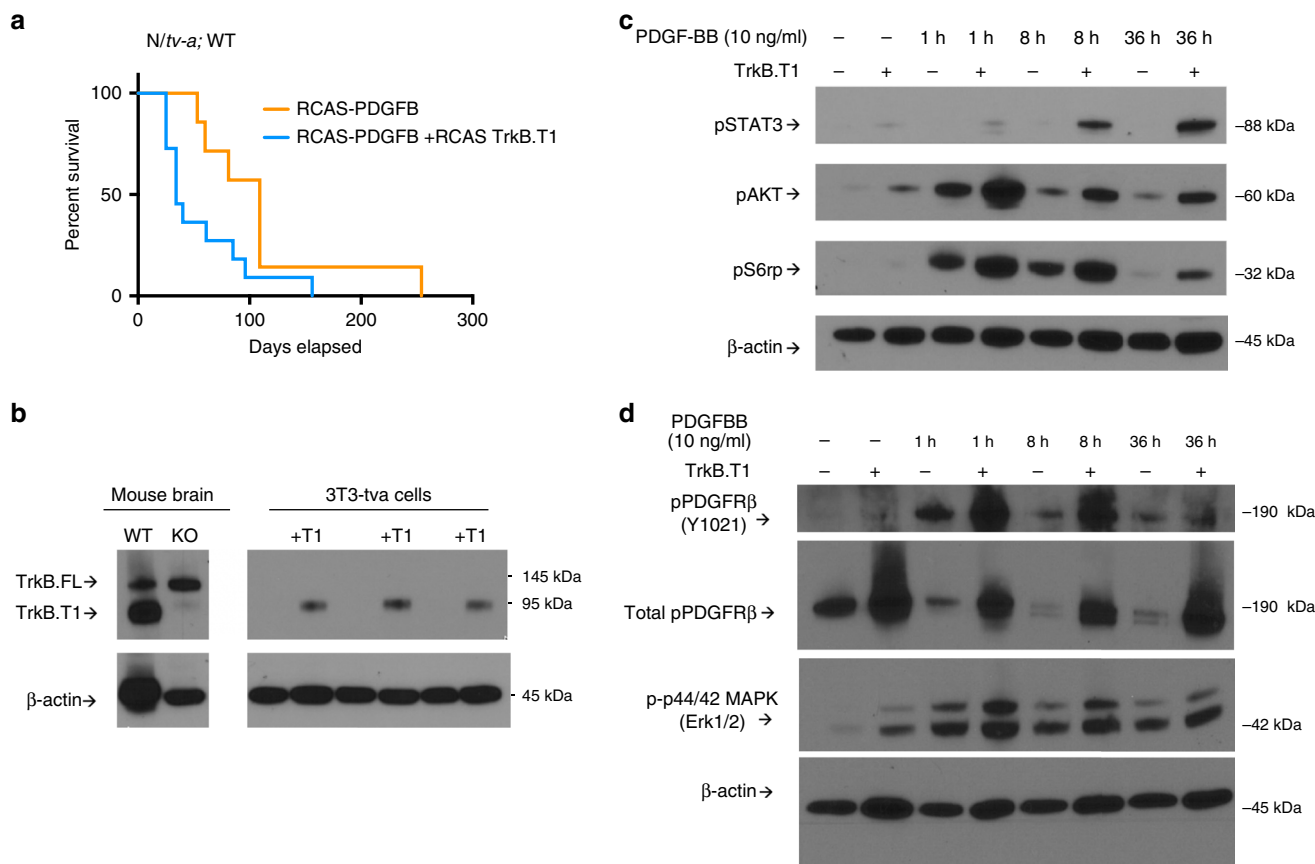 a
N/tv-a; WT
Percent survival
100
50
0
0 100 200 300
Days elapsed
RCAS-PDGFB
RCAS-PDGFB +RCAS TrkB.T1
b
Mouse brain 3T3-tva cells
WT KO +T1 +T1 +T1
TrkB.FL→
TrkB.T1→
145 kDa
95 kDa
β-actin→
45 kDa
c
PDGF-BB (10 ng/ml) – – 1 h 1 h 8 h 8 h 36 h 36 h
TrkB.T1 – + – + – + – +
pSTAT3→ –88 kDa
pAKT→ –60 kDa
pS6rp→ –32 kDa
β-actin→ –45 kDa
d
PDGFBB
(10 ng/ml) – – 1 h 1 h 8 h 8 h 36 h 36 h
TrkB.T1 – + – + – + – +
pPDGFRβ
(Y1021) → –190 kDa
Total pPDGFRβ→ –190 kDa
p-p44/42 MAPK
(Erk1/2) → –42 kDa
β-actin→ –45 kDa